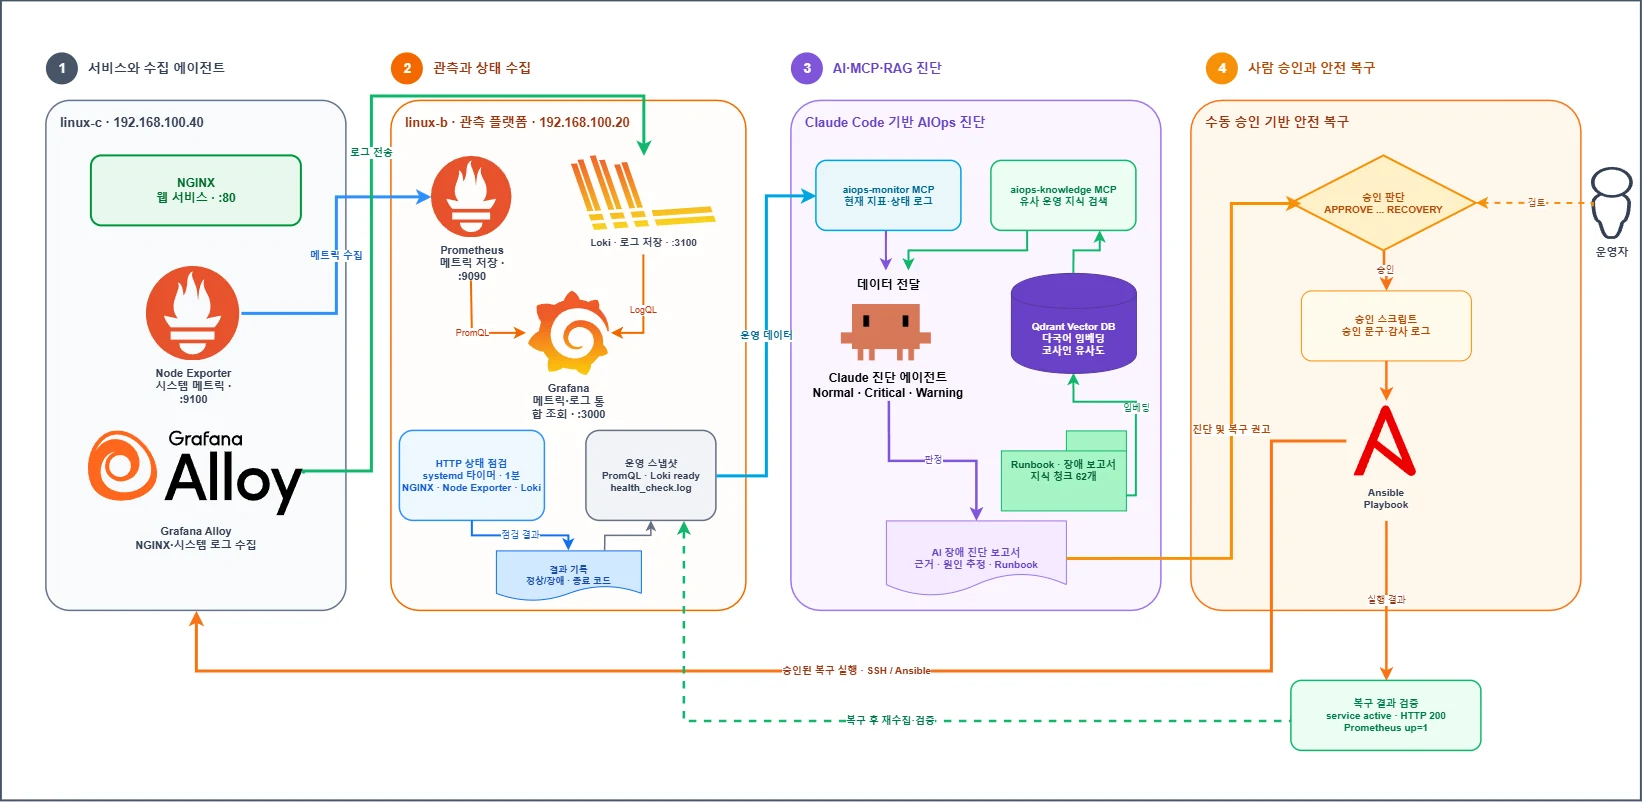 1
서비스와 수집 에이전트
2
관측과 상태 수집
3
AI·MCP·RAG 진단
4
사람 승인과 안전 복구
linux-c · 192.168.100.40
NGINX
웹 서비스 · :80
Node Exporter
시스템 메트릭 ·
:9100
Grafana
Alloy
Grafana Alloy
NGINX·시스템 로그 수집
로그 전송
메트릭 수집
linux-b · 관측 플랫폼 · 192.168.100.20
Prometheus
메트릭 저장 ·
:9090
Loki · 로그 저장 · :3100
PromQL
LogQL
Grafana
메트릭·로그 통
합 조회 · :3000
HTTP 상태 점검
systemd 타이머 · 1분
NGINX · Node Exporter · Loki
운영 스냅샷
PromQL · Loki ready
health_check.log
점검 결과
결과 기록
정상/장애 · 종료 코드
운영 데이터
Claude Code 기반 AIOps 진단
aiops-monitor MCP
현재 지표·상태 로그
aiops-knowledge MCP
유사 운영 지식 검색
데이터 전달
Claude 진단 에이전트
Normal · Critical · Warning
Qdrant Vector DB
다국어 임베딩
코사인 유사도
임베딩
Runbook · 장애 보고서
지식 청크 62개
판정
AI 장애 진단 보고서
근거 · 원인 추정 · Runbook
진단 및 복구 권고
수동 승인 기반 안전 복구
승인 판단
APPROVE ... RECOVERY
검토
운영자
승인
승인 스크립트
승인 문구·감사 로그
Ansible
Playbook
실행 결과
승인된 복구 실행 · SSH / Ansible
복구 후 재수집·검증
복구 결과 검증
service active · HTTP 200
Prometheus up=1